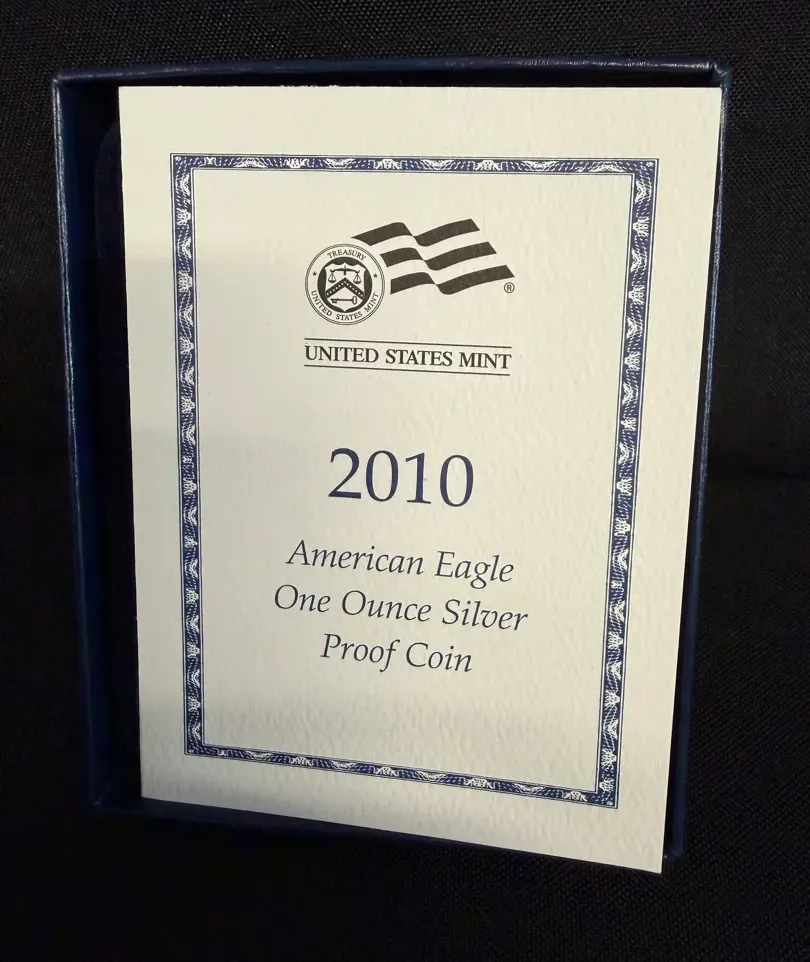 TREASURY
UNITED STATES MINT
®
UNITED STATES MINT
2010
American Eagle
One Ounce Silver
Proof Coin